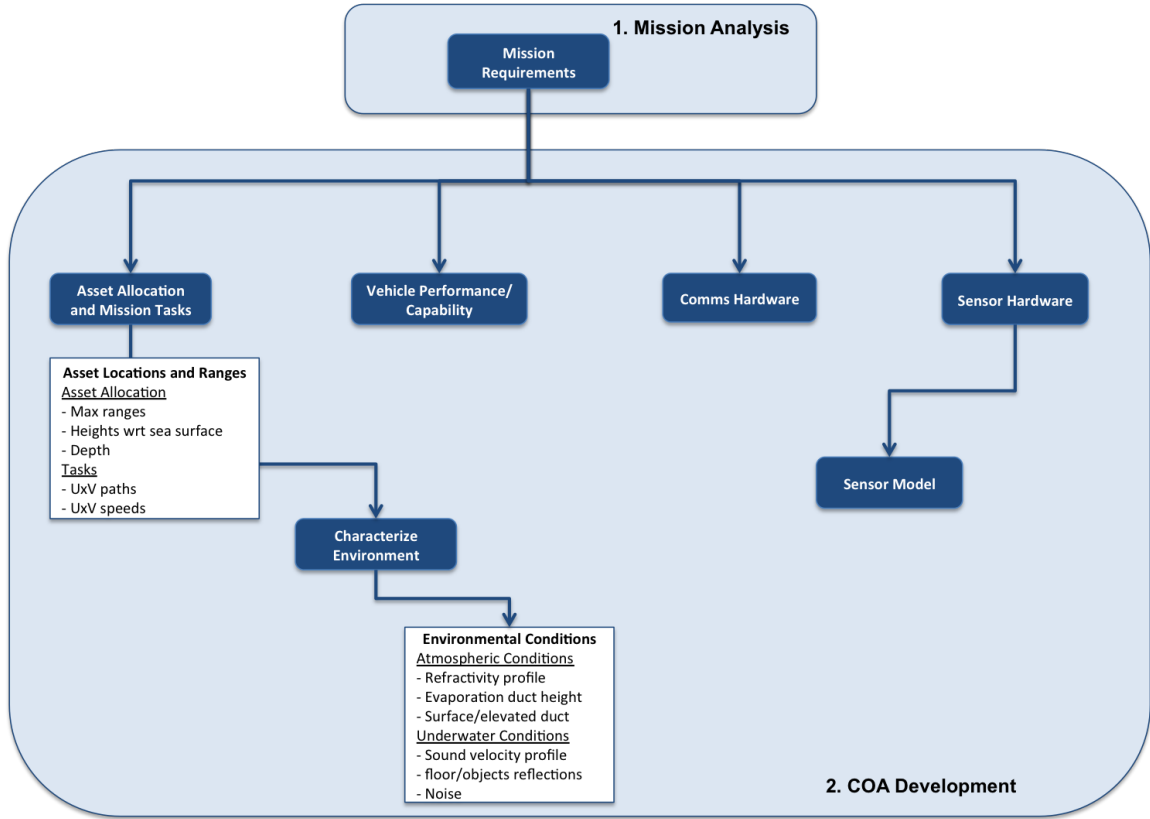 1. Mission Analysis
Mission
Requirements
Asset Allocation
and Mission Tasks
Vehicle Performance/
Capability
Comms Hardware
Sensor Hardware
Asset Locations and Ranges
Asset Allocation
- Max ranges
- Heights wrt sea surface
- Depth
Tasks
- UxV paths
- UxV speeds
Sensor Model
Characterize
Environment
Environmental Conditions
Atmospheric Conditions
- Refractivity profile
- Evaporation duct height
- Surface/elevated duct
Underwater Conditions
- Sound velocity profile
- floor/objects reflections
- Noise
2. COA Development